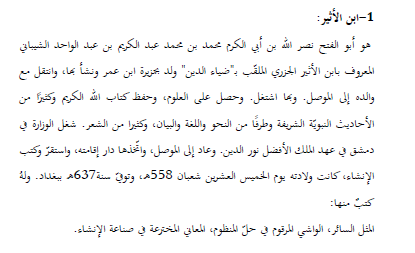 1-ابن الأثير:
هو أبو الفتح نصر الله بن أبي الكرم محمد بن محمد عبد الكريم بن عبد الواحد الشيباني
المعروف بابن الأثير الجزري الملقّب بـ"ضياء الدين" ولد بجزيرة ابن عمر ونشأ بها، وانتقل مع
والده إلى الموصل. وبها اشتغل. وحصل على العلوم، وحفظ كتاب الله الكريم وكثيرًا من
الأحاديث النبويّة الشريفة وطرفًا من النحو واللغة والبيان، وكثيرا من الشعر. شغل الوزارة في
دمشق في عهد الملك الأفضل نور الدين. وعاد إلى الموصل، واتّخذها دار إقامته، واستقرّ وكتب
الإنشاء، كانت ولادته يوم الخميس العشرين شعبان 558هـ، وتوفيّ سنة637هـ ببغداد. ولهُ
كتبٌ منها:
المثل السائر، الواشي المرقوم في حلّ المنظوم، المعاني المخترعة في صناعة الإنشاء.